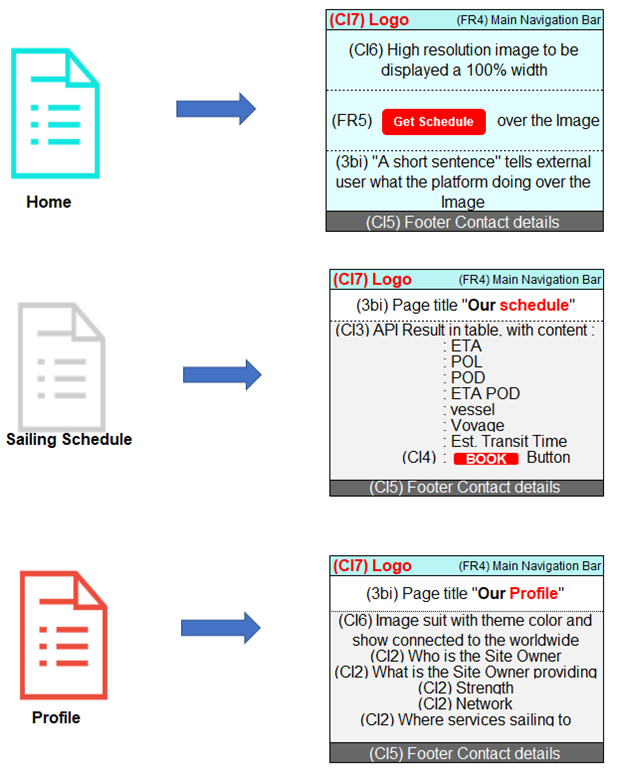 (CI7) Logo (FR4) Main Navigation Bar
(CI6) High resolution image to be
displayed a 100% width
(FR5) Get Schedule over the Image
(3bi) "A short sentence" tells external
user what the platform doing over the
Image
(CI5) Footer Contact details
Home
(CI7) Logo (FR4) Main Navigation Bar
(3bi) Page title "Our schedule"
(CI3) API Result in table, with content :
: ETA
: POL
: POD
: ETA POD
: vessel
: Voyage
: Est. Transit Time
(CI4) : BOOK Button
(CI5) Footer Contact details
Sailing Schedule
(CI7) Logo (FR4) Main Navigation Bar
(3bi) Page title "Our Profile"
(CI6) Image suit with theme color and
show connected to the worldwide
(CI2) Who is the Site Owner
(CI2) What is the Site Owner providing
(CI2) Strength
(CI2) Network
(CI2) Where services sailing to
(CI5) Footer Contact details
Profile